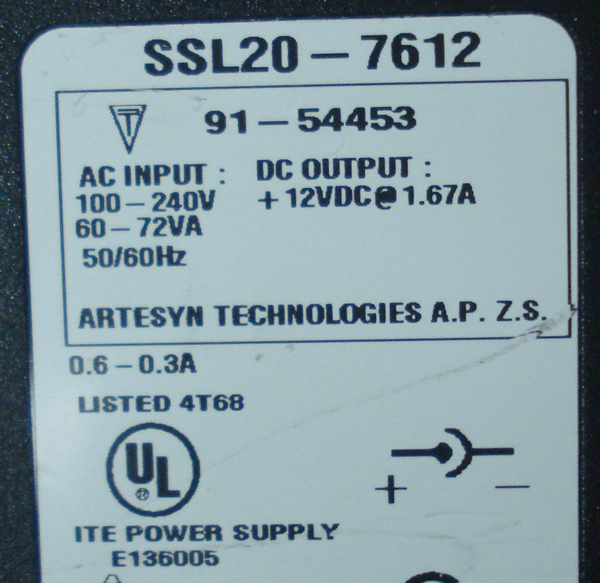 SSL20-7612
91-54453
AC INPUT :
100-240V
60-72VA
50/60Hz
DC OUTPUT :
+12VDC@1.67A
ARTESYN TECHNOLOGIES A.P. Z.S.
0.6-0.3A
LISTED 4T68
UL
®
+ −
ITE POWER SUPPLY
E136005